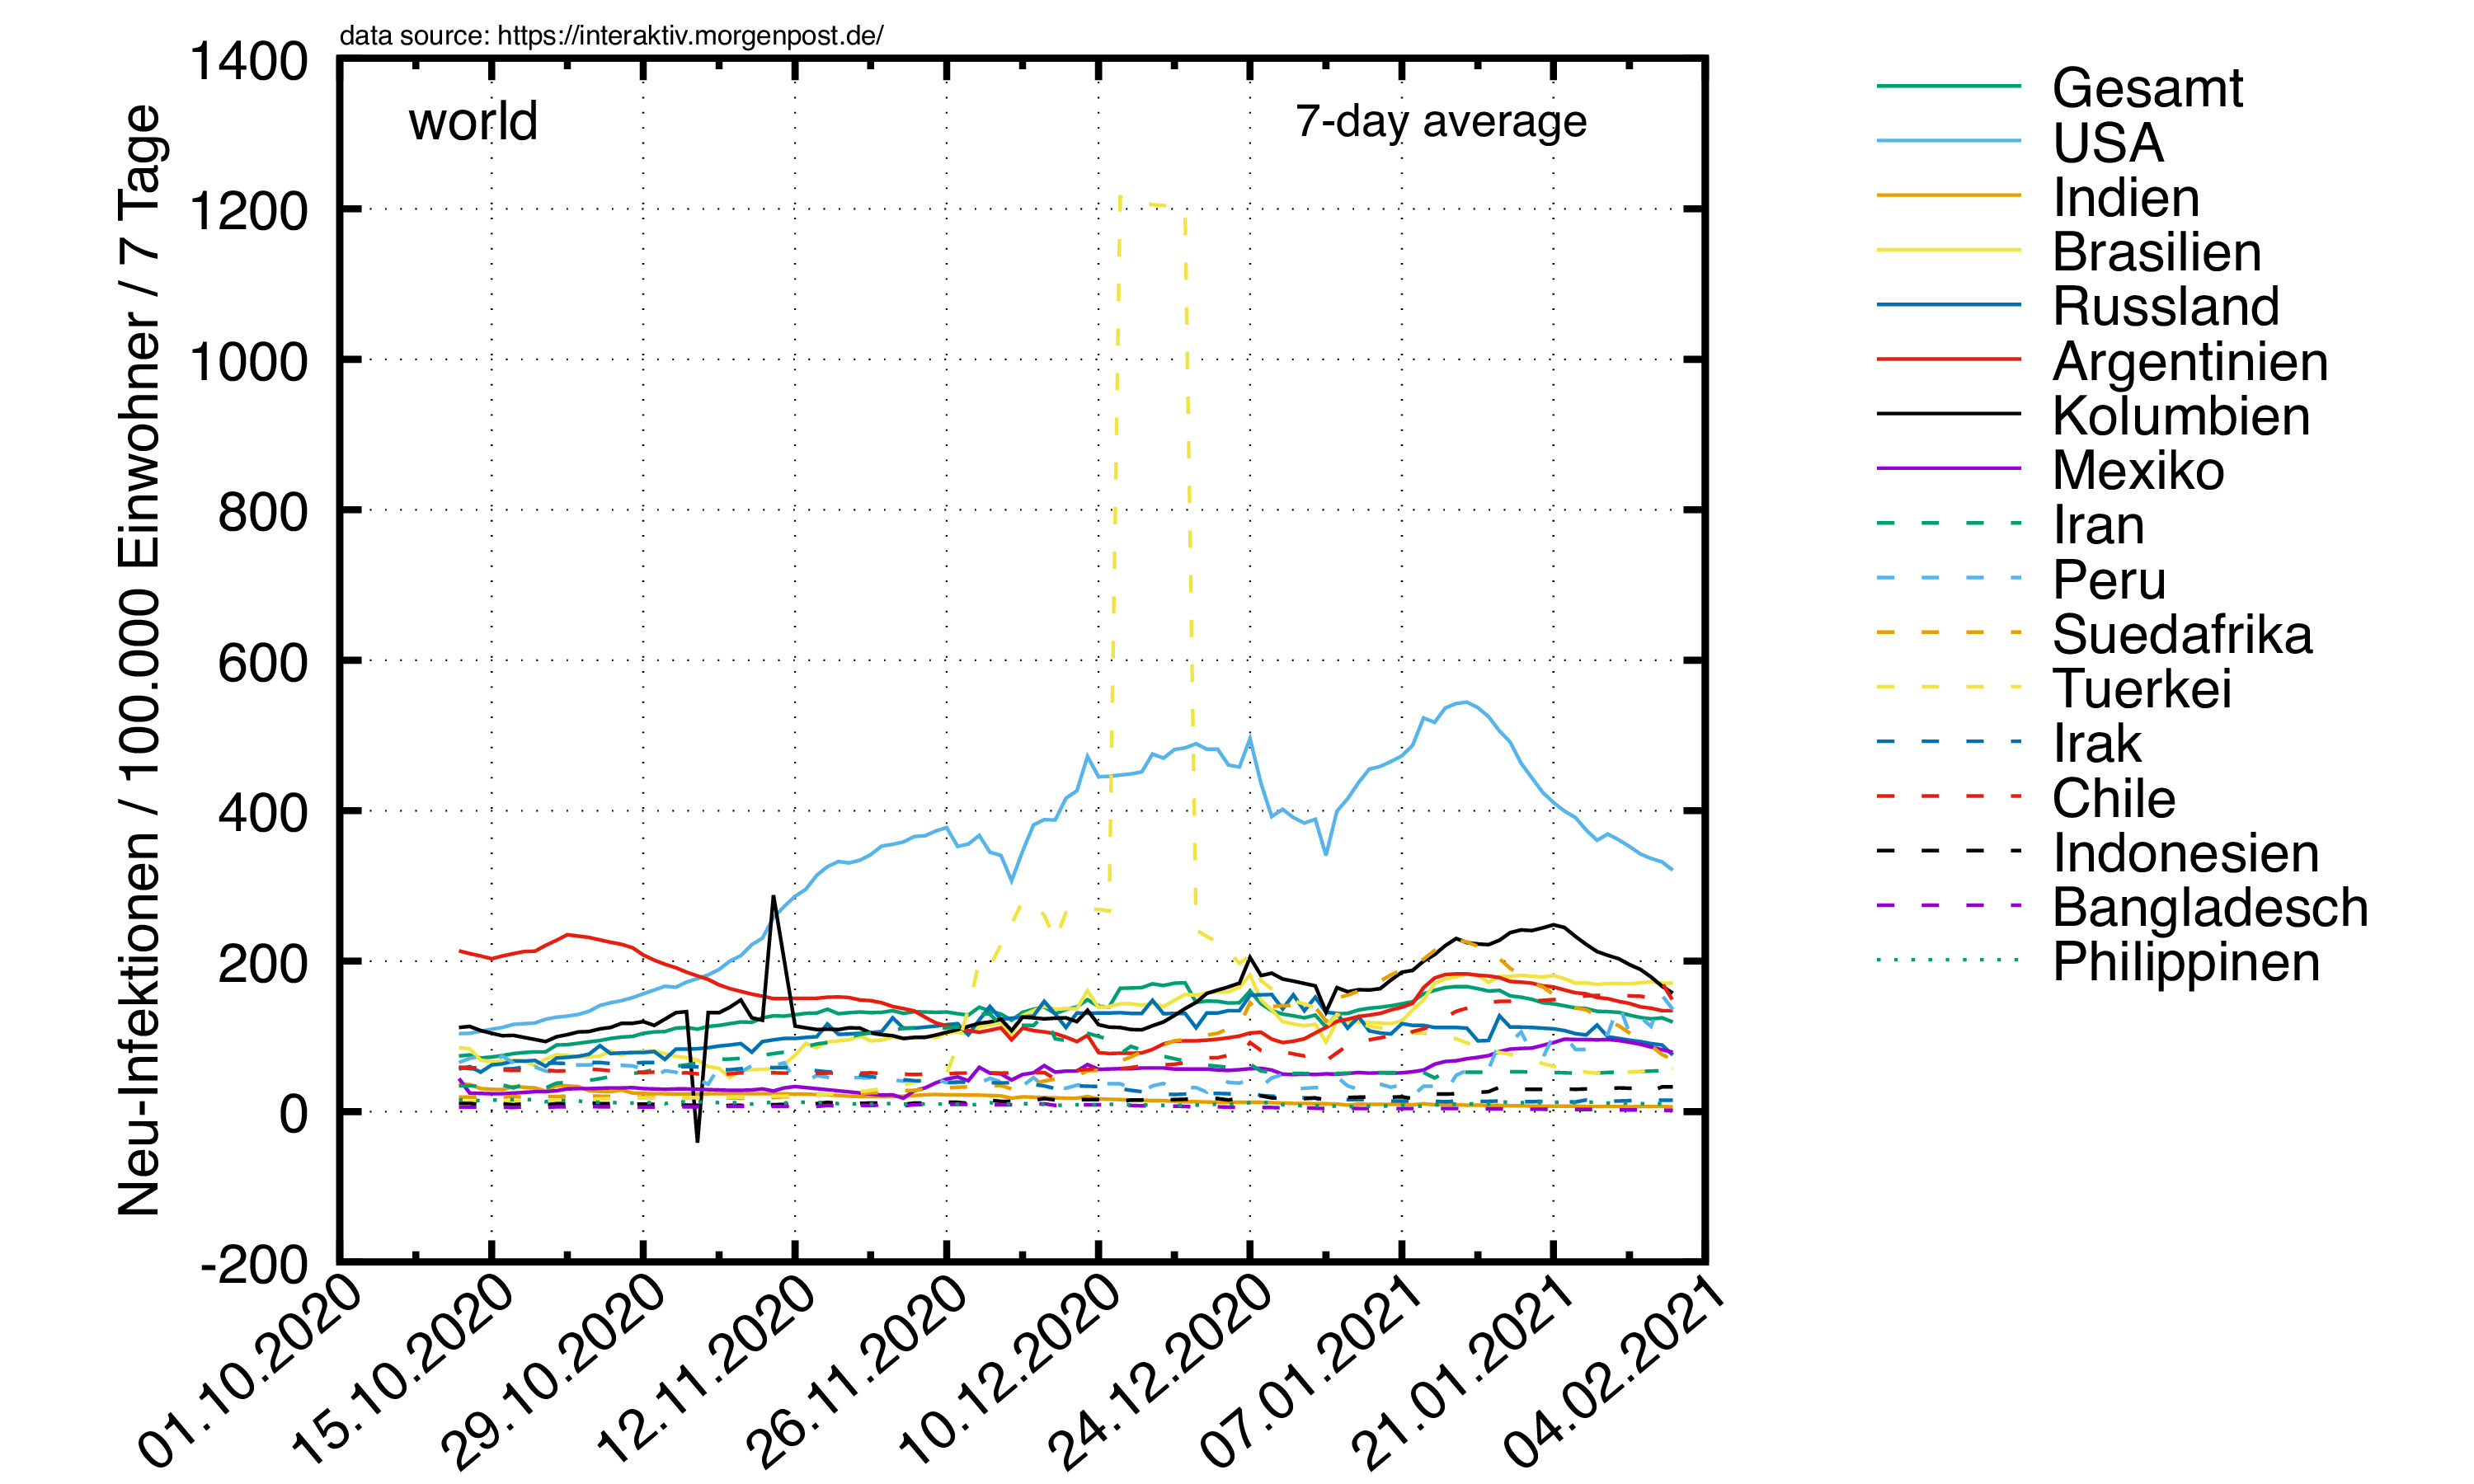 data source: https://interaktiv.morgenpost.de/
world
7-day average
Neu-Infektionen / 100.000 Einwohner / 7 Tage
1400
1200
1000
800
600
400
200
0
-200
01.10.2020
15.10.2020
29.10.2020
12.11.2020
26.11.2020
10.12.2020
24.12.2020
07.01.2021
21.01.2021
04.02.2021
Gesamt
USA
Indien
Brasilien
Russland
Argentinien
Kolumbien
Mexiko
Iran
Peru
Suedafrika
Tuerkei
Irak
Chile
Indonesien
Bangladesch
Philippinen